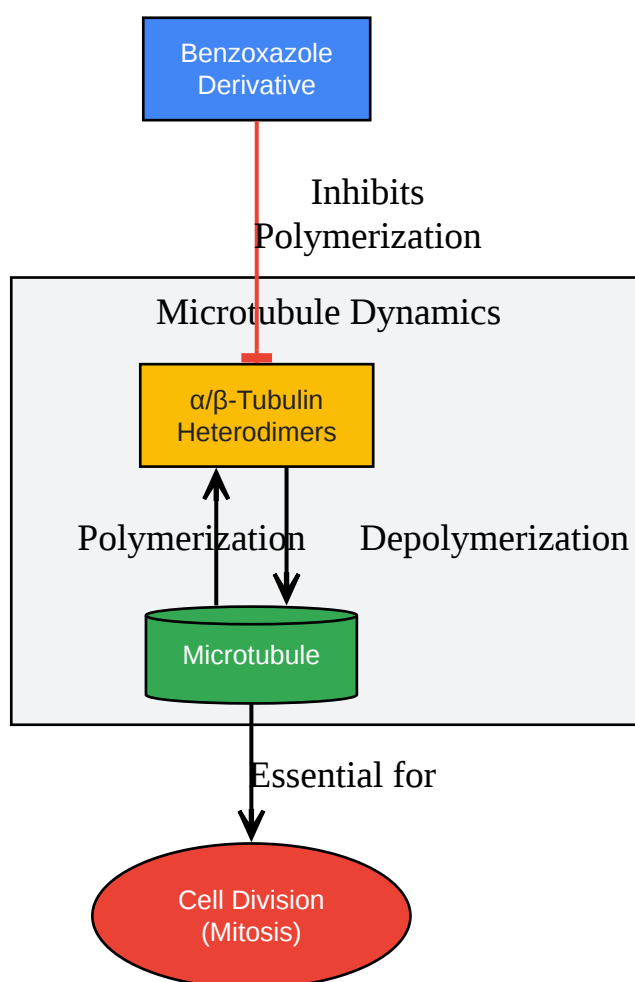 Benzoxazole
Derivative
Inhibits
Polymerization
Microtubule Dynamics
α/β-Tubulin
Heterodimers
Polymerization
Depolymerization
Microtubule
Essential for
Cell Division
(Mitosis)